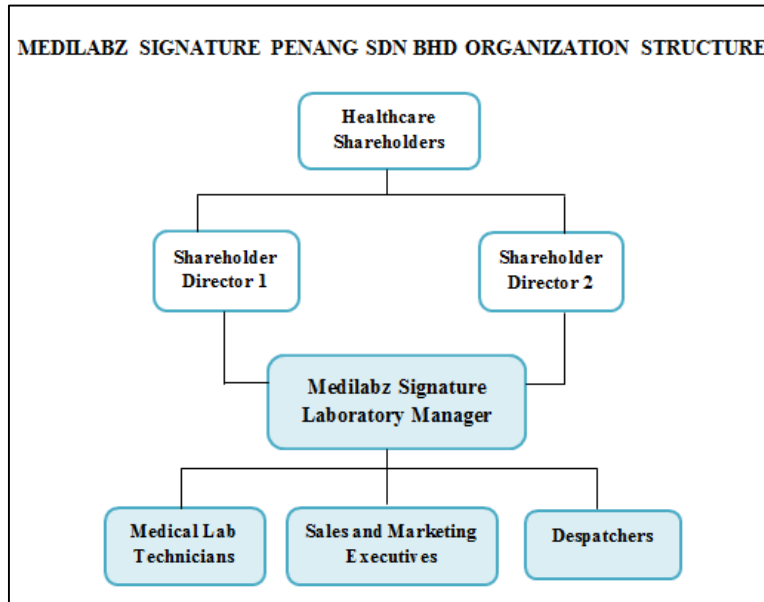 MEDILABZ SIGNATURE PENANG SDN BHD ORGANIZATION STRUCTURE
Healthcare
Shareholders
Shareholder
Director 1
Shareholder
Director 2
Medilabz Signature
Laboratory Manager
Medical Lab
Technicians
Sales and Marketing
Executives
Despatchers